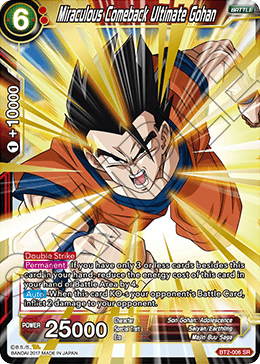 6
Miraculous Comeback Ultimate Gohan
BATTLE
1 +10000
Double Strike
Permanent If you have only 3 or less cards besides this
card in your hand, reduce the energy cost of this card in
your hand or Battle Area by 4.
Auto When this card KO-s your opponent's Battle Card,
inflict 2 damage to your opponent.
POWER 25000
Character Son Gohan: Adolescence
Special Trait Saiyan/Earthling
Era Majin Buu Saga
BANDAI 2017 MADE IN JAPAN
BT2-006 SR